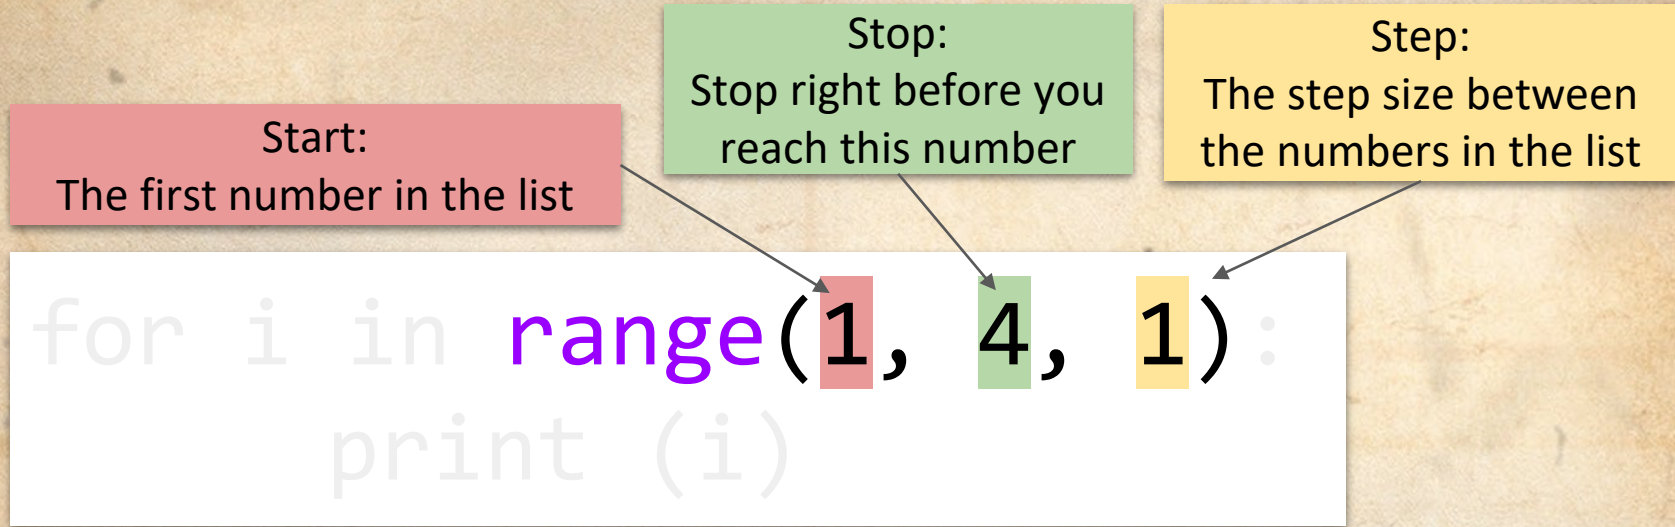 Start:
The first number in the list
Stop:
Stop right before you
reach this number
Step:
The step size between
the numbers in the list
for i in range(1, 4, 1):
print (i)